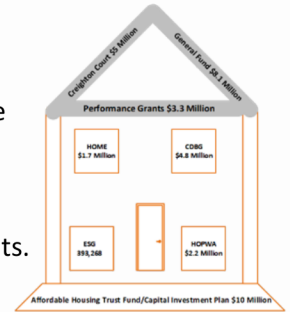 Creighton Court $5 Million
General Fund $8.1 Million
e
Performance Grants $3.3 Million
HOME
$1.7 Million
CDBG
$4.8 Million
ts.
ESG
393,268
HOPWA
$2.2 Million
Affordable Housing Trust Fund/Capital Investment Plan $10 Million